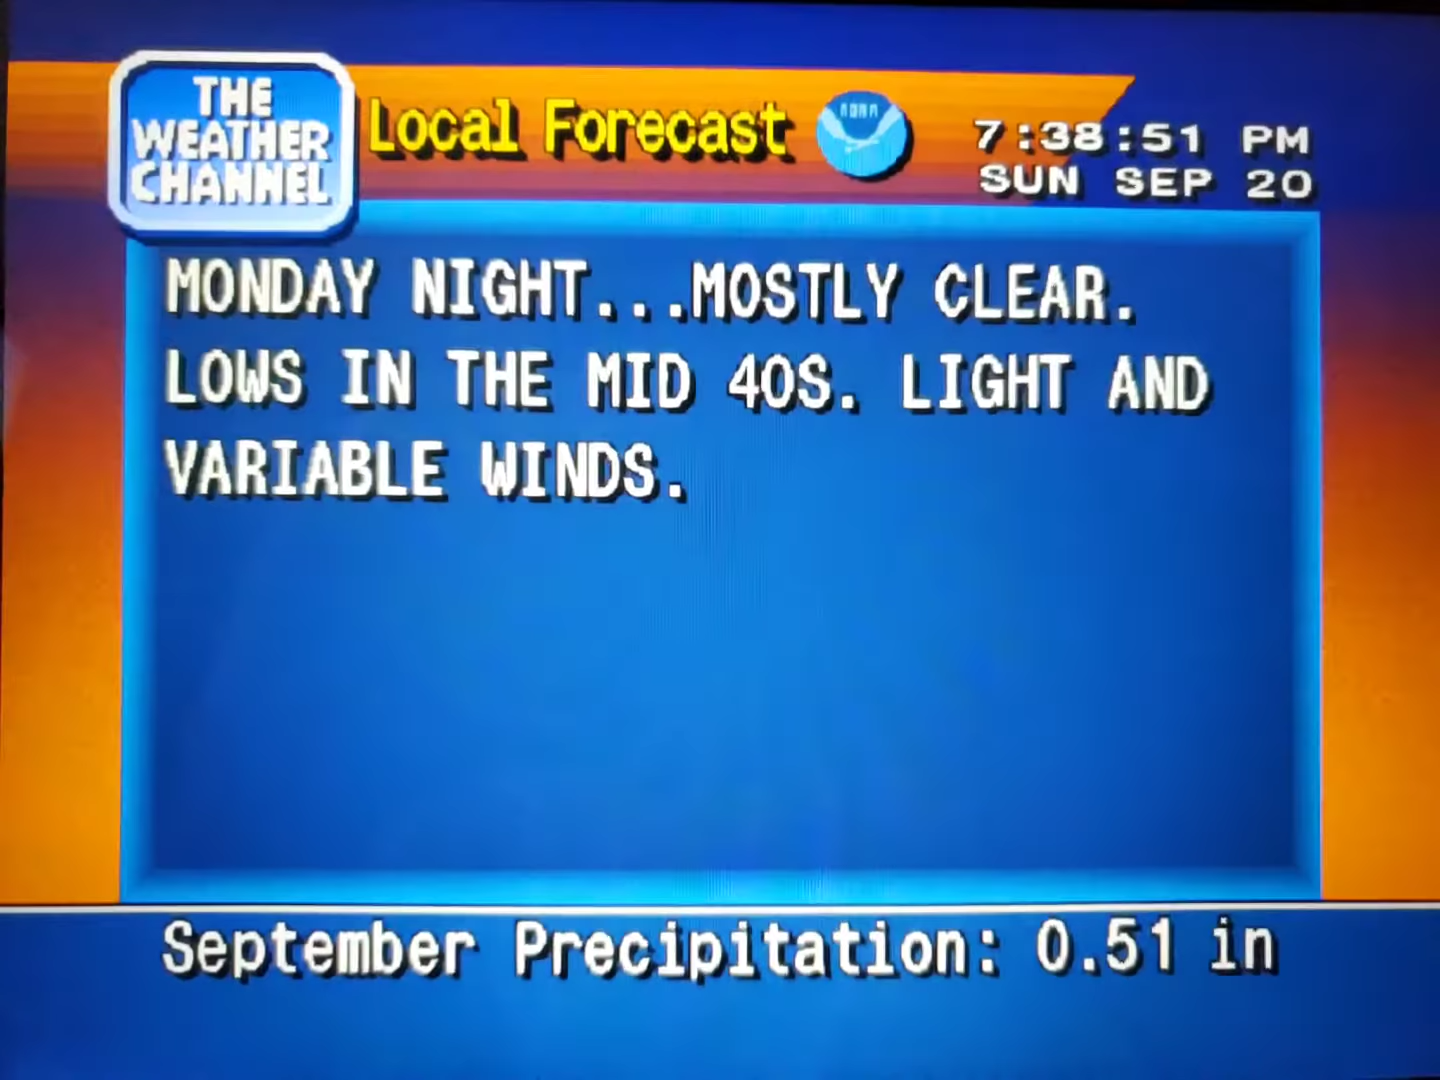 THE
WEATHER
CHANNEL
Local Forecast
NOAA
7:38:51 PM
SUN SEP 20
MONDAY NIGHT...MOSTLY CLEAR.
LOWS IN THE MID 40S. LIGHT AND
VARIABLE WINDS.
September Precipitation: 0.51 in